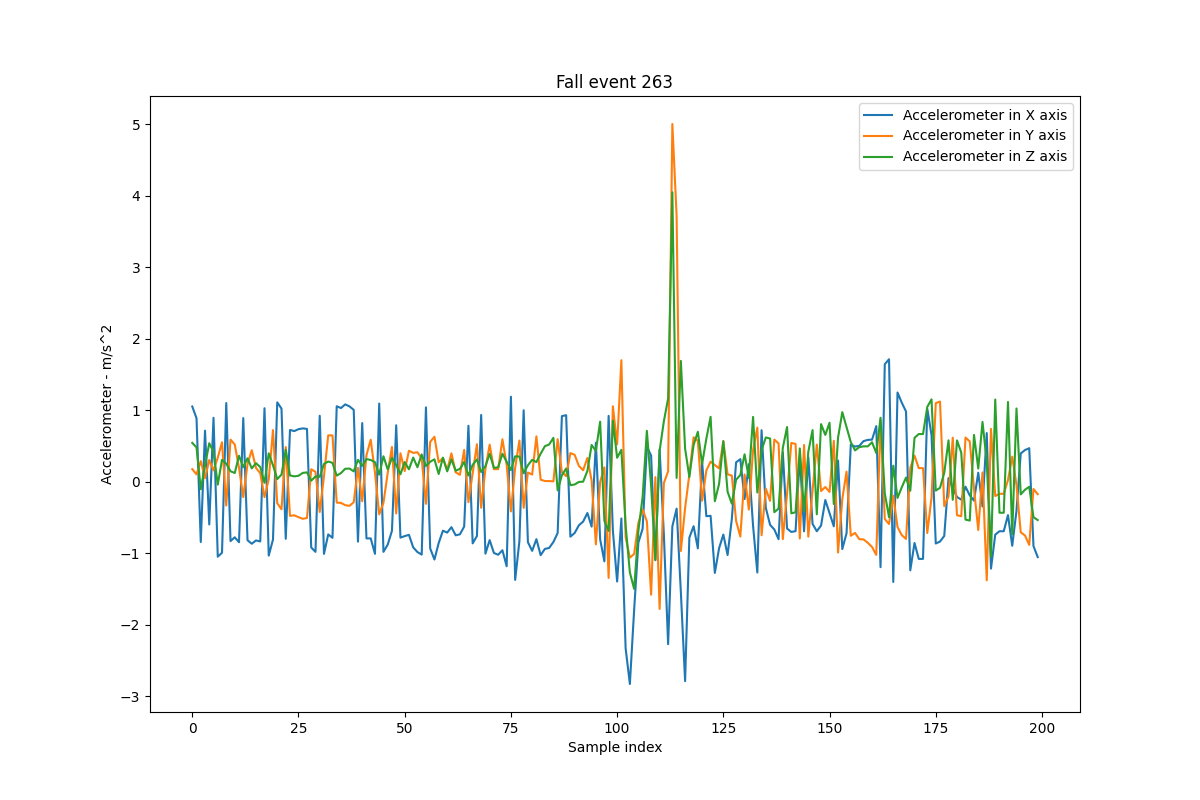 Fall event 263
Accelerometer in X axis
Accelerometer in Y axis
Accelerometer in Z axis
Accelerometer - m/s^2
5
4
3
2
1
0
−1
−2
−3
0 25 50 75 100 125 150 175 200
Sample index